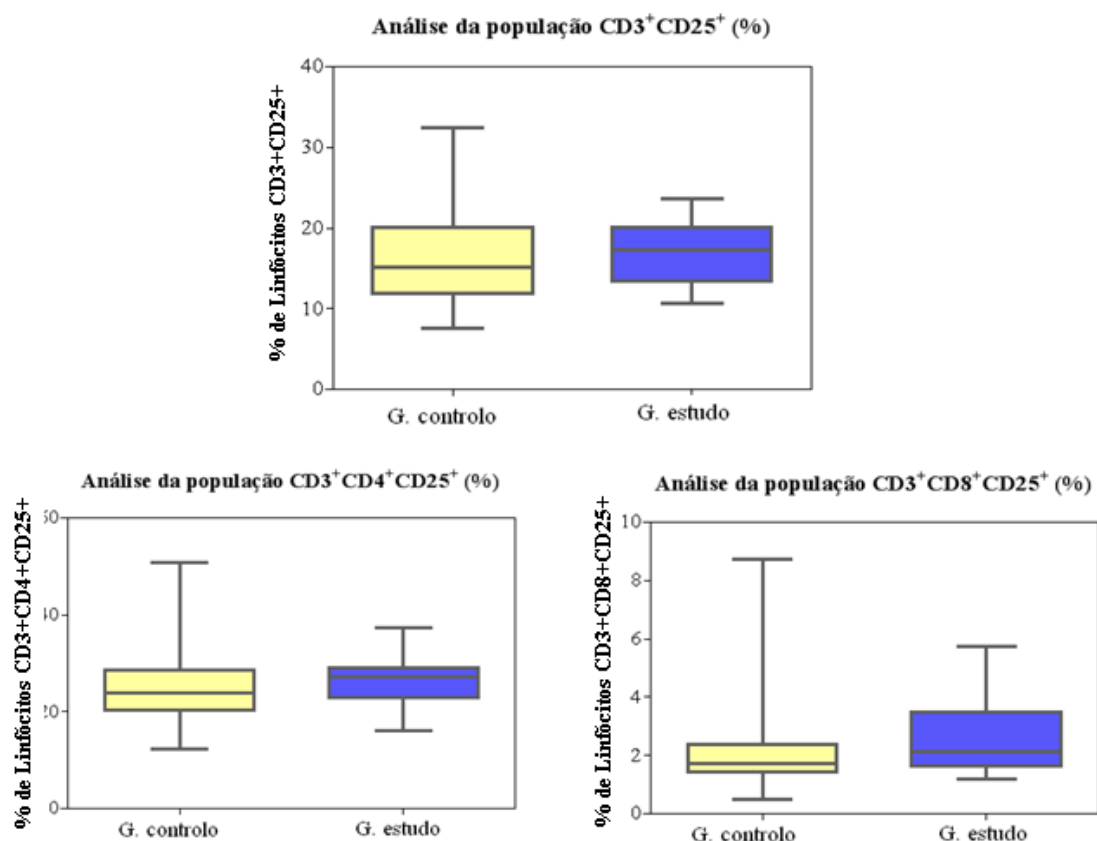 Análise da população CD3⁺CD25⁺ (%)
% de Linfócitos CD3+CD25+
40
30
20
10
0
G. controlo
G. estudo
Análise da população CD3⁺CD4⁺CD25⁺ (%)
% de Linfócitos CD3+CD4+CD25+
60
40
20
0
G. controlo
G. estudo
Análise da população CD3⁺CD8⁺CD25⁺ (%)
% de Linfócitos CD3+CD8+CD25+
10
8
6
4
2
0
G. controlo
G. estudo